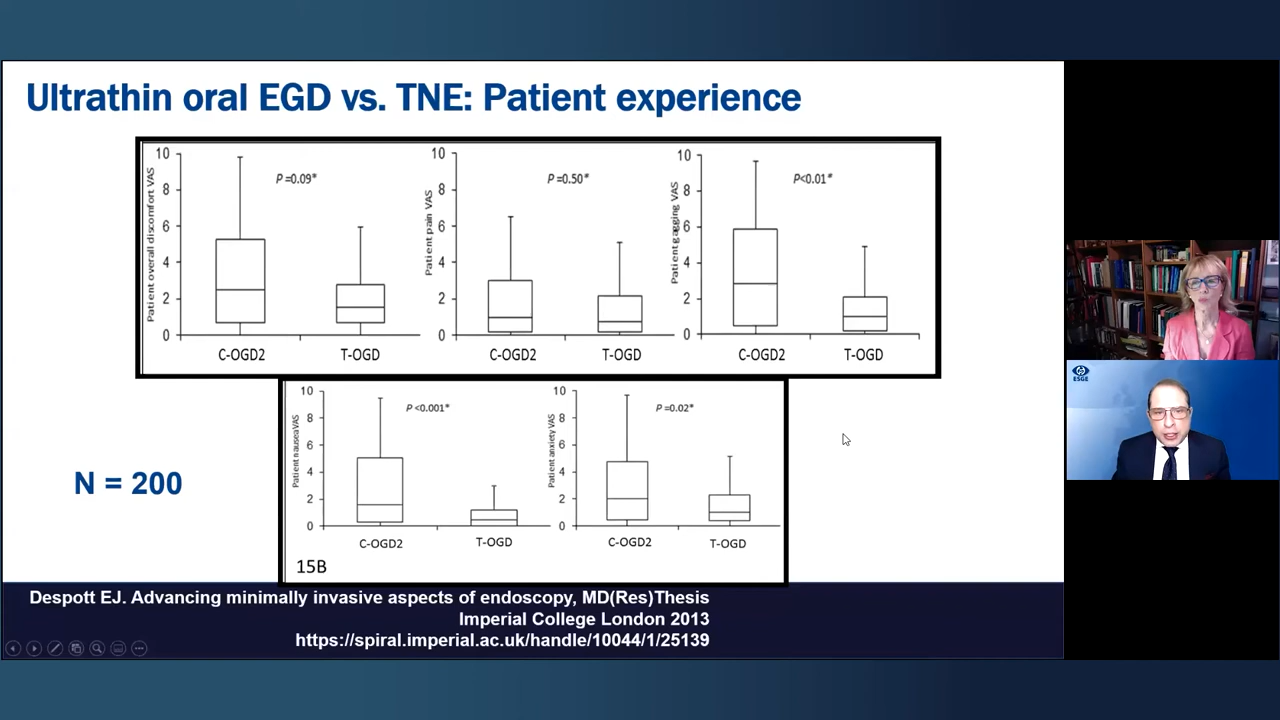 Ultrathin oral EGD vs. TNE: Patient experience
Patient overall discomfort VAS
10
8
6
4
2
0
P =0.09*
C-OGD2 T-OGD
Patient pain VAS
10
8
6
4
2
0
P =0.50*
C-OGD2 T-OGD
Patient gagging VAS
10
8
6
4
2
0
P<0.01*
C-OGD2 T-OGD
Patient nausea VAS
10
8
6
4
2
0
P <0.001*
C-OGD2 T-OGD
Patient anxiety VAS
10
8
6
4
2
0
P =0.02*
C-OGD2 T-OGD
15B
N = 200
Despott EJ. Advancing minimally invasive aspects of endoscopy, MD(Res)Thesis
Imperial College London 2013
https://spiral.imperial.ac.uk/handle/10044/1/25139
ESGE